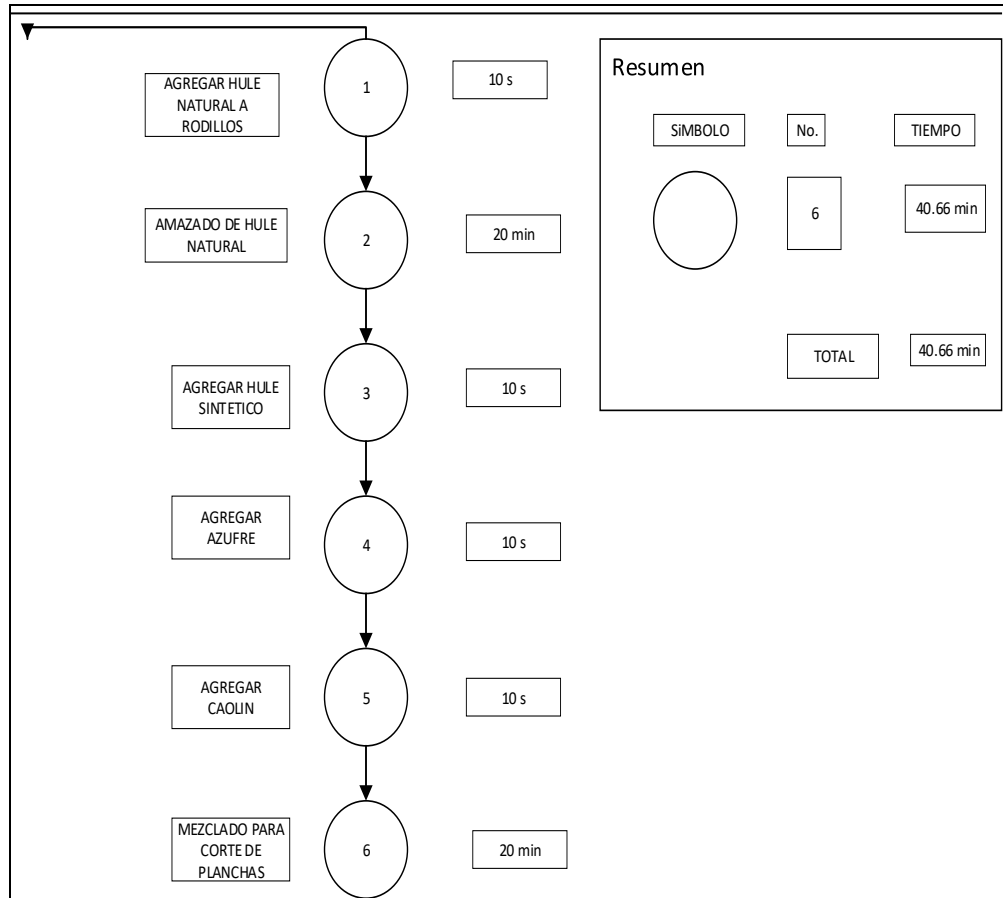 AGREGAR HULE
NATURAL A
RODILLOS
1
10 s
AMAZADO DE HULE
NATURAL
2
20 min
AGREGAR HULE
SINTETICO
3
10 s
AGREGAR
AZUFRE
4
10 s
AGREGAR
CAOLIN
5
10 s
MEZCLADO PARA
CORTE DE
PLANCHAS
6
20 min
Resumen
SiMBOLO
No.
TIEMPO
6
40.66 min
TOTAL
40.66 min